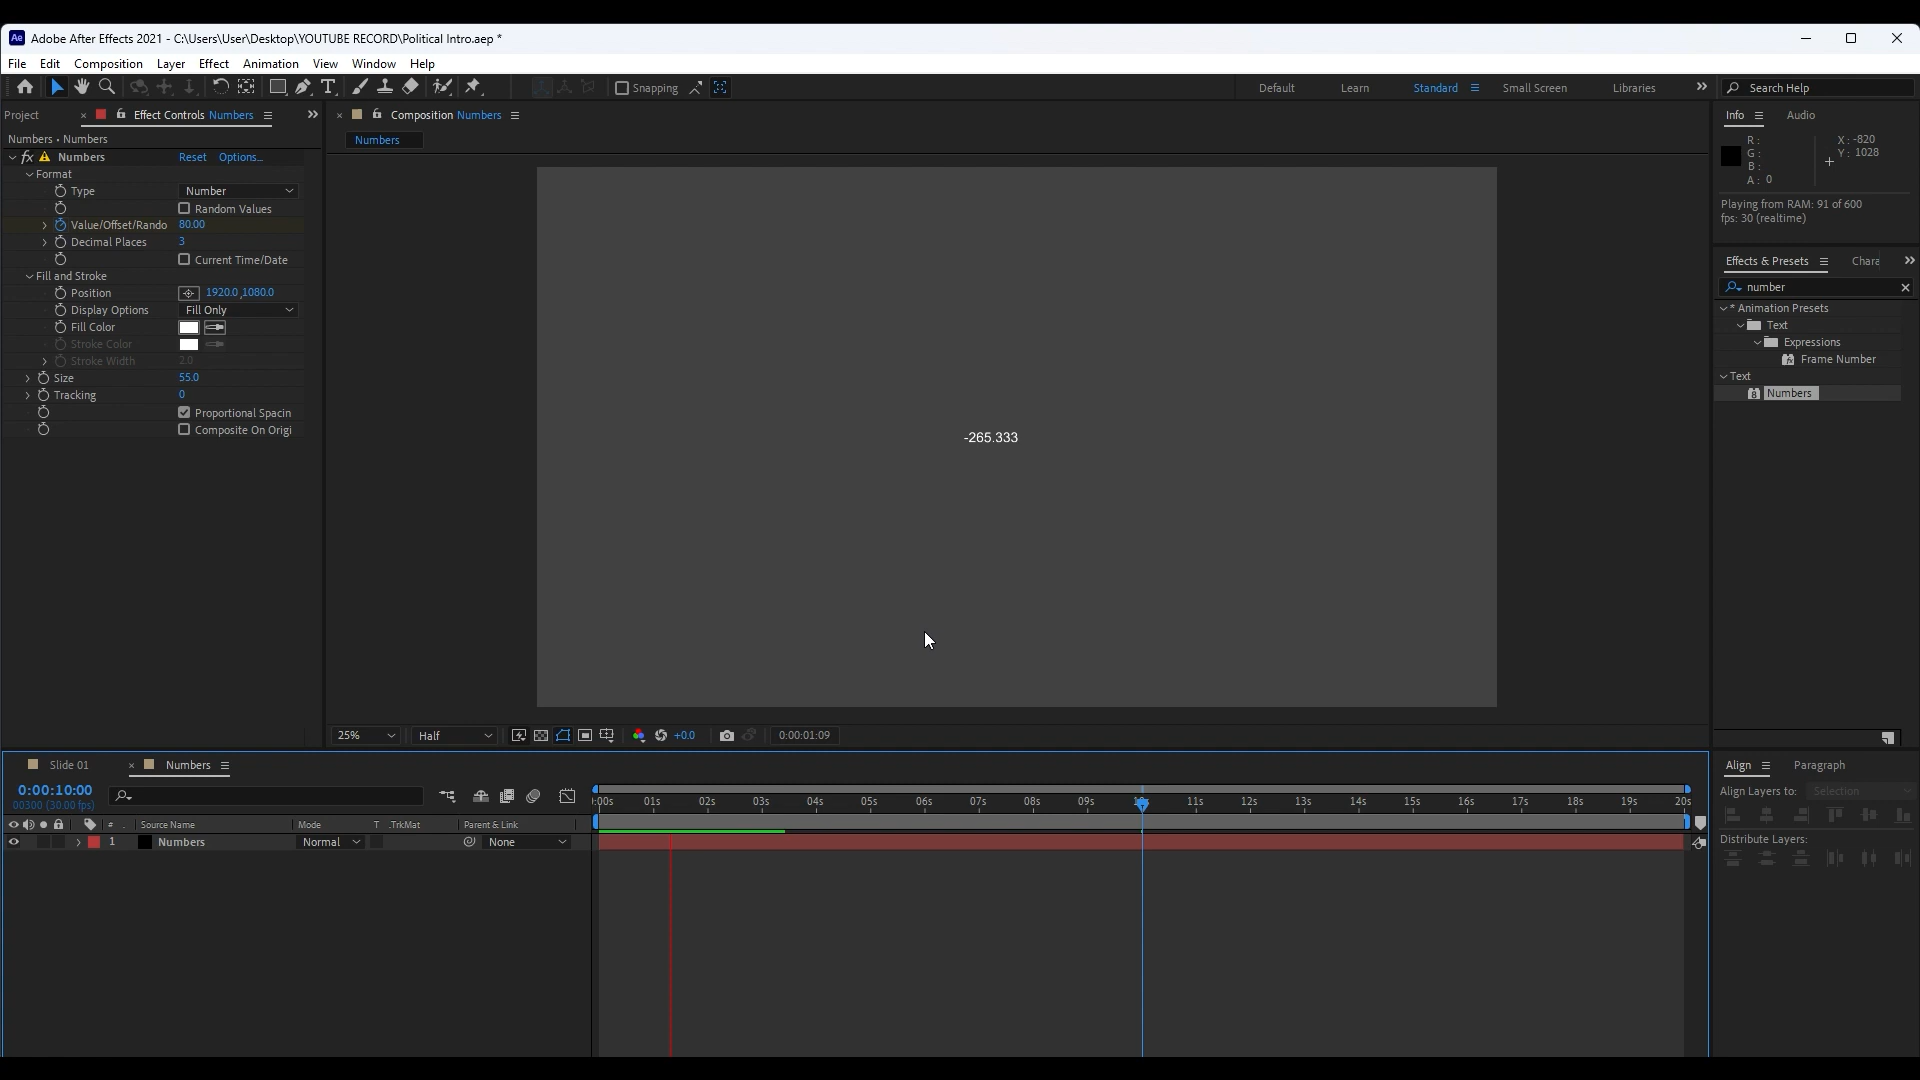 Adobe After Effects 2021 - C:\Users\User\Desktop\YOUTUBE RECORD\Political Intro.aep *
File Edit Composition Layer Effect Animation View Window Help
Snapping Default Learn Standard Small Screen Libraries Search Help
Project Effect Controls Numbers
Numbers • Numbers
fx Numbers Reset Options...
Format
Type Number
Random Values
Value/Offset/Rando 80.00
Decimal Places 3
Current Time/Date
Fill and Stroke
Position 1920.0,1080.0
Display Options Fill Only
Fill Color
Stroke Color
Stroke Width 2.0
Size 55.0
Tracking 0
Proportional Spacin
Composite On Origi
Composition Numbers
Numbers
-265.333
25% Half +0.0 0:00:01:09
Info Audio
R :
G :
B :
A : 0
X : -820
Y : 1028
Playing from RAM: 91 of 600
fps: 30 (realtime)
Effects & Presets Chara
number
* Animation Presets
Text
Expressions
Frame Number
Text
Numbers
Slide 01 Numbers
0:00:10:00
00300 (30.00 fps)
# Source Name Mode T .TrkMat Parent & Link
1 Numbers Normal None
:00s 01s 02s 03s 04s 05s 06s 07s 08s 09s 10s 11s 12s 13s 14s 15s 16s 17s 18s 19s 20s
Align Paragraph
Align Layers to: Selection
Distribute Layers: